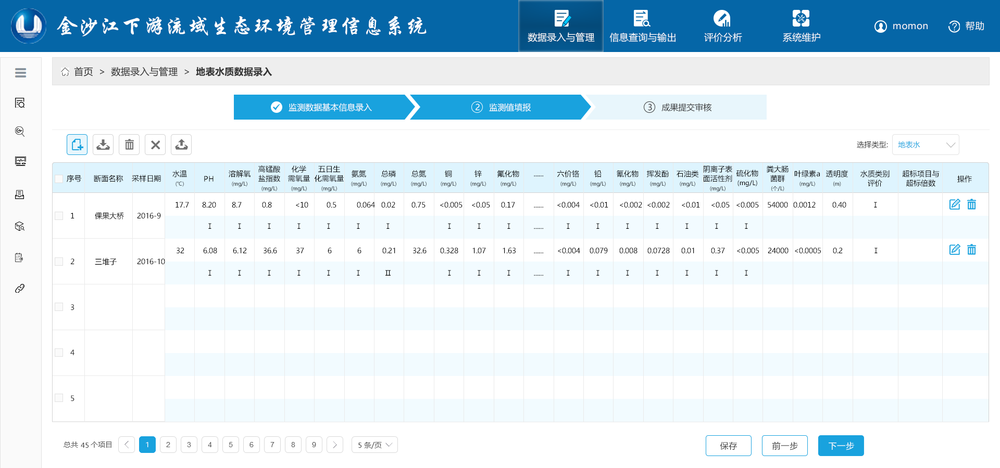 金沙江下游流域生态环境管理信息系统
数据录入与管理
信息查询与输出
评价分析
系统维护
momon
帮助
首页 > 数据录入与管理 > 地表水质数据录入
监测数据基本信息录入
2 监测值填报
3 成果提交审核
选择类型: 地表水
序号 断面名称 采样日期 水温 (℃) PH 溶解氧 (mg/L) 高锰酸盐指数 (mg/L) 化学需氧量 (mg/L) 五日生化需氧量 (mg/L) 氨氮 (mg/L) 总磷 (mg/L) 总氮 (mg/L) 铜 (mg/L) 锌 (mg/L) 氟化物 (mg/L) ...... 六价铬 (mg/L) 铅 (mg/L) 氰化物 (mg/L) 挥发酚 (mg/L) 石油类 (mg/L) 阴离子表面活性剂 (mg/L) 硫化物 (mg/L) 粪大肠菌群 (个/L) 叶绿素a (mg/L) 透明度 (m) 水质类别评价 超标项目与超标倍数 操作
1 倮果大桥 2016-9 17.7 8.20 8.7 0.8 <10 0.5 0.064 0.02 0.75 <0.005 <0.05 0.17 ...... <0.004 <0.01 <0.002 <0.002 <0.01 <0.05 <0.005 54000 0.0012 0.40 I
I I I I I I I I I I ...... I I I I I I I
2 三堆子 2016-10 32 6.08 6.12 36.6 37 6 6 0.21 32.6 0.328 1.07 1.63 ...... <0.004 0.079 0.008 0.0728 0.01 0.37 <0.005 24000 <0.0005 0.2 I
I I I I I I II I I I ...... I I I I I I I
3
4
5
总共 45 个项目 1 2 3 4 5 6 7 8 9 5 条/页
保存 前一步 下一步